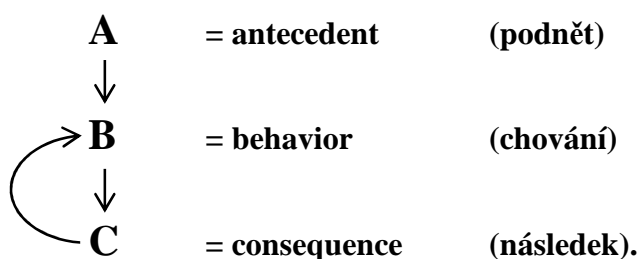 A = antecedent (podnět)
B = behavior (chování)
C = consequence (následek).